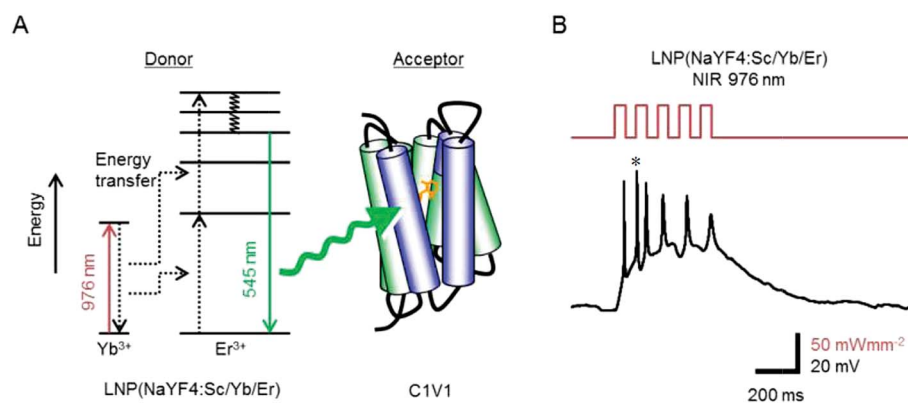 A
Donor
Acceptor
Energy
transfer
Energy
976 nm
545 nm
Yb³⁺
Er³⁺
LNP(NaYF4:Sc/Yb/Er)
C1V1
B
LNP(NaYF4:Sc/Yb/Er)
NIR 976 nm
*
50 mWmm⁻²
20 mV
200 ms